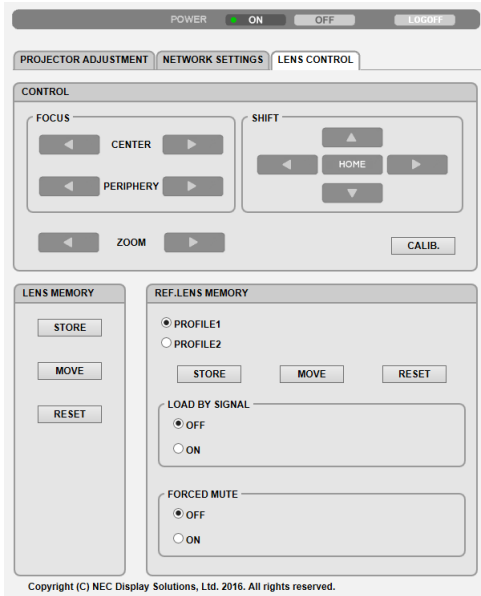 POWER ON OFF LOGOFF
PROJECTOR ADJUSTMENT NETWORK SETTINGS LENS CONTROL
CONTROL
FOCUS
CENTER
PERIPHERY
ZOOM
SHIFT
HOME
CALIB.
LENS MEMORY
STORE
MOVE
RESET
REF.LENS MEMORY
PROFILE1
PROFILE2
STORE MOVE RESET
LOAD BY SIGNAL
OFF
ON
FORCED MUTE
OFF
ON
Copyright (C) NEC Display Solutions, Ltd. 2016. All rights reserved.